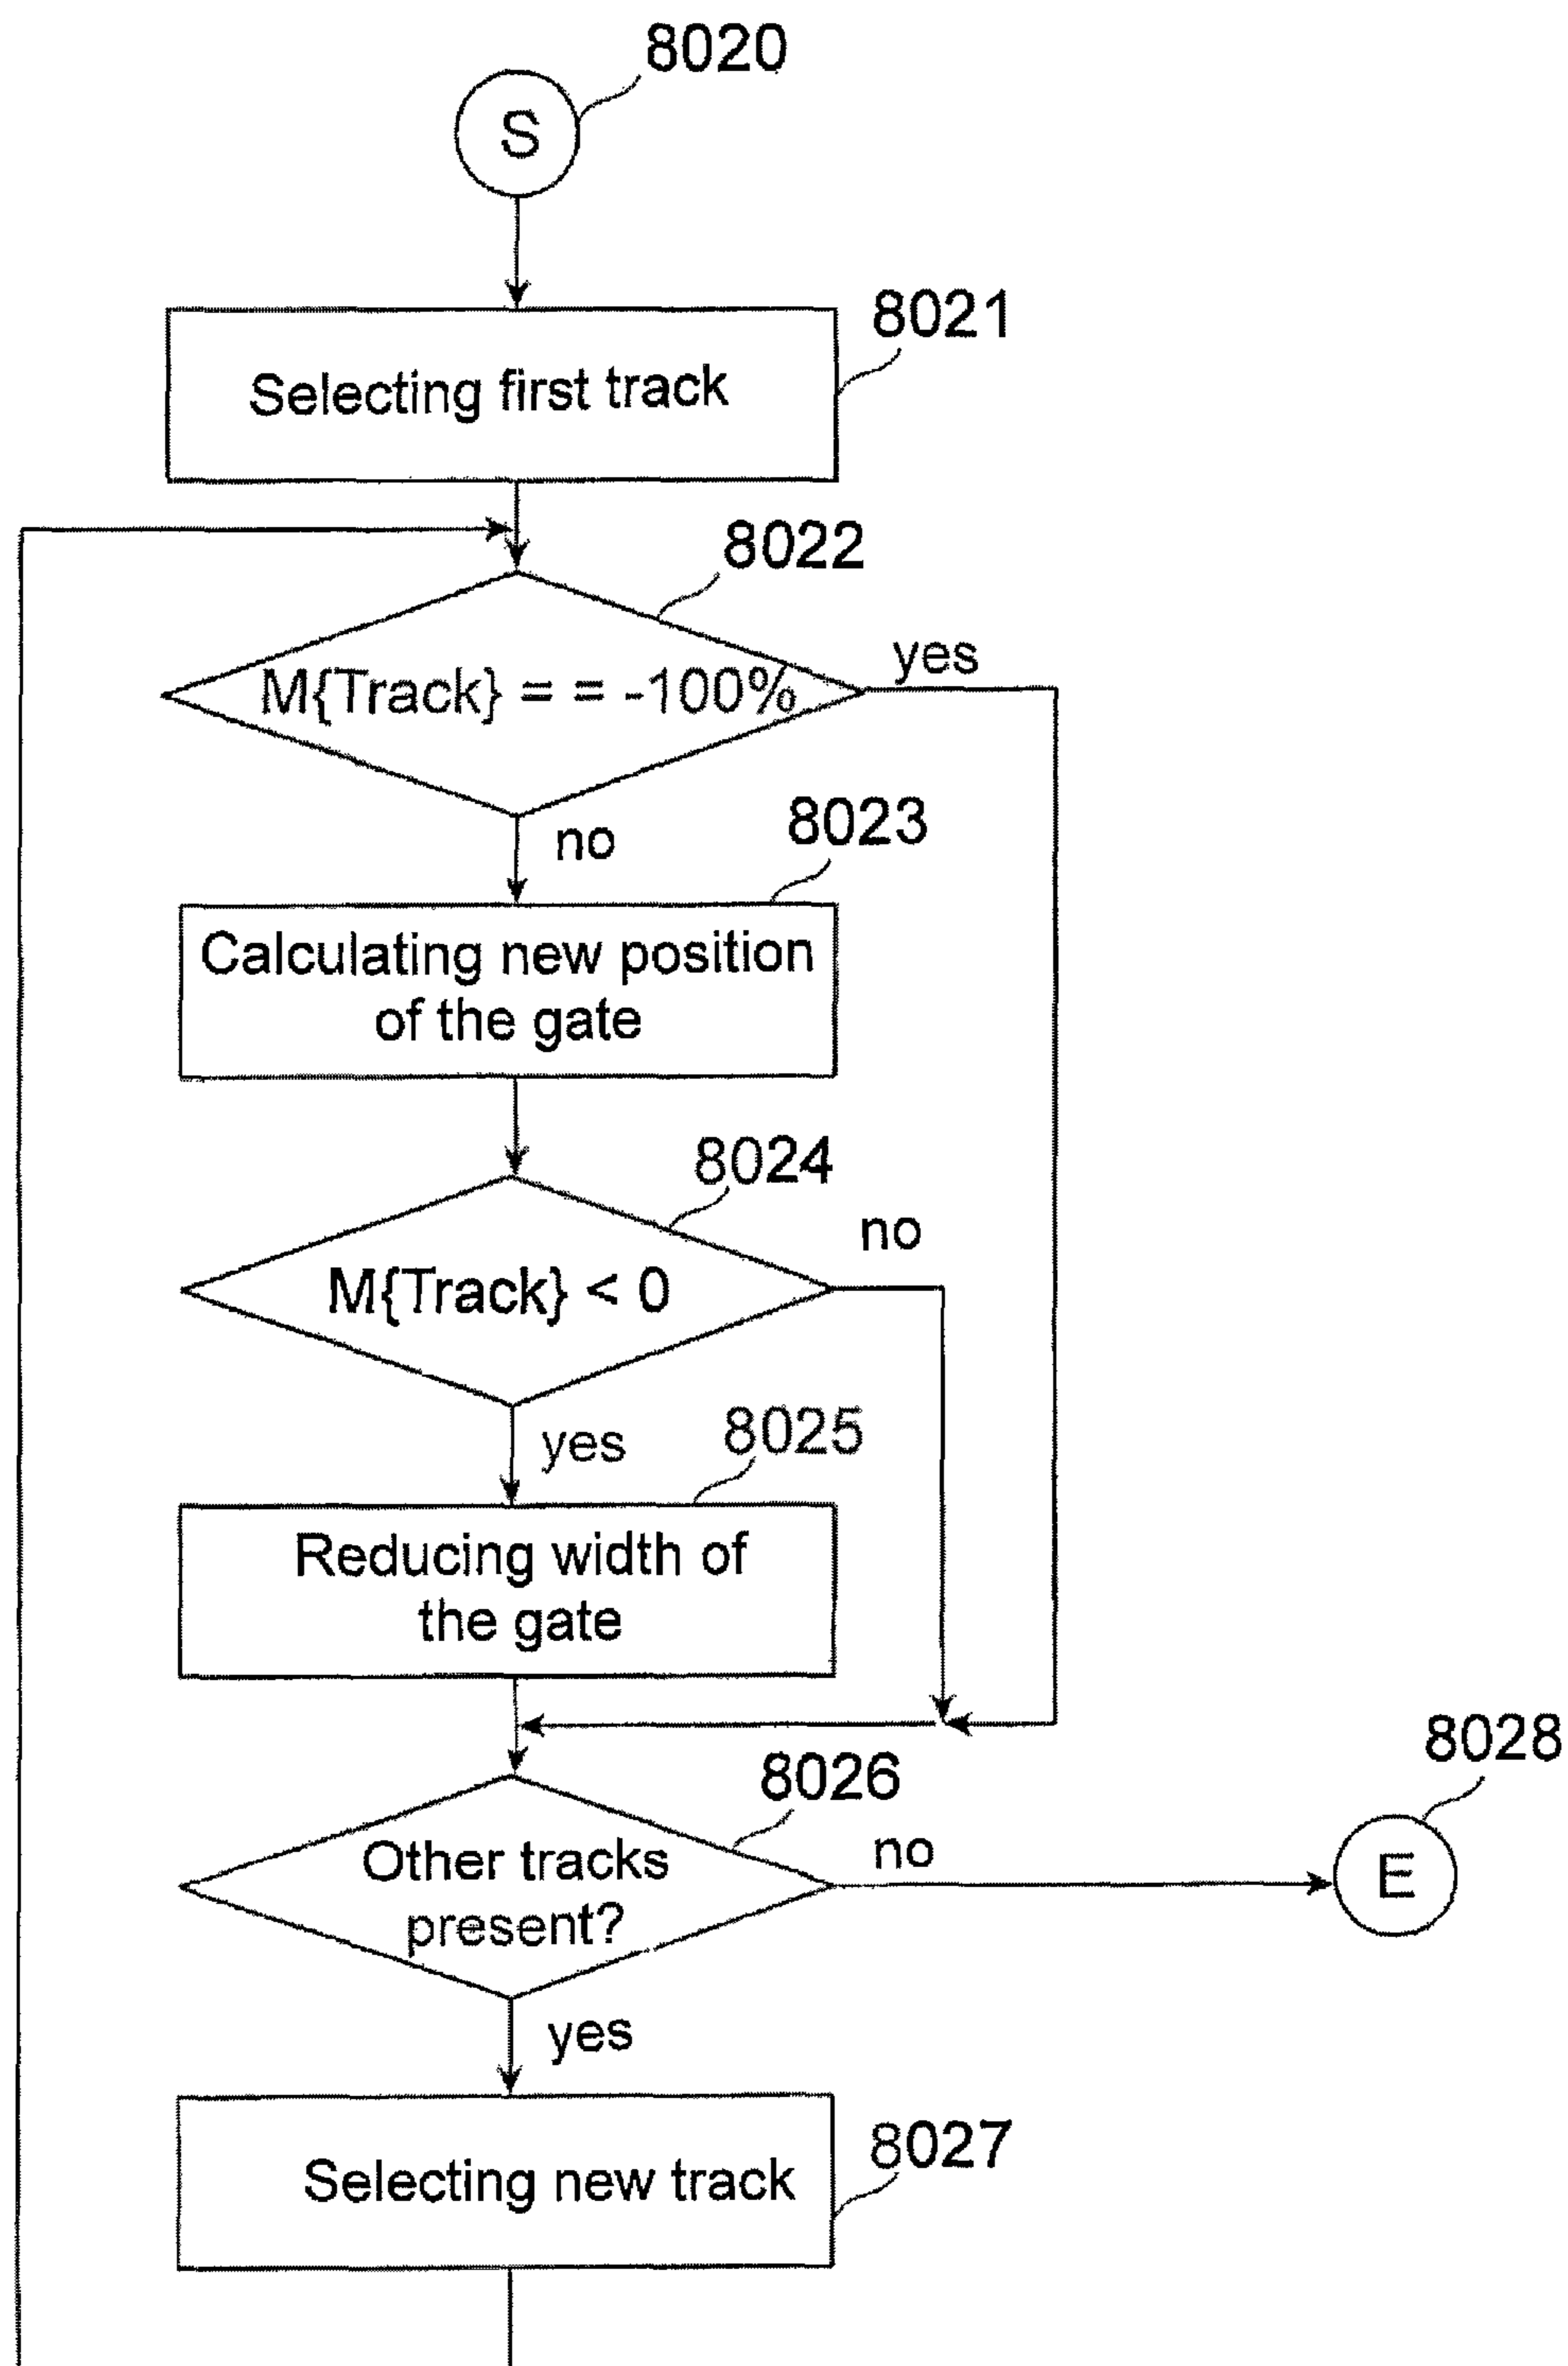 8020
S
8021
Selecting first track
8022
M{Track} = = -100%
yes
no
8023
Calculating new position
of the gate
8024
M{Track} < 0
no
yes
8025
Reducing width of
the gate
8026
Other tracks
present?
no
8028
E
yes
8027
Selecting new track